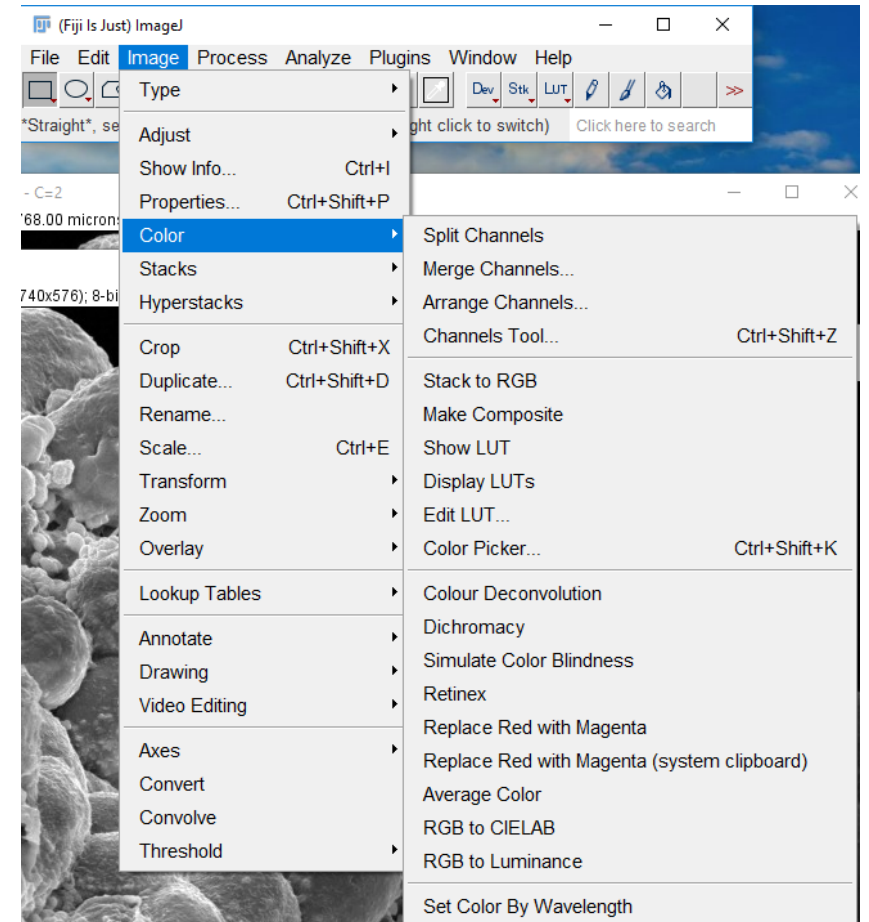 (Fiji Is Just) ImageJ
File Edit Image Process Analyze Plugins Window Help
Dev Stk LUT >>
*Straight*, se
ght click to switch) Click here to search
- C=2
68.00 microns
740x576); 8-bi
Type
Adjust
Show Info... Ctrl+I
Properties... Ctrl+Shift+P
Color
Stacks
Hyperstacks
Crop Ctrl+Shift+X
Duplicate... Ctrl+Shift+D
Rename...
Scale... Ctrl+E
Transform
Zoom
Overlay
Lookup Tables
Annotate
Drawing
Video Editing
Axes
Convert
Convolve
Threshold
Split Channels
Merge Channels...
Arrange Channels...
Channels Tool... Ctrl+Shift+Z
Stack to RGB
Make Composite
Show LUT
Display LUTs
Edit LUT...
Color Picker... Ctrl+Shift+K
Colour Deconvolution
Dichromacy
Simulate Color Blindness
Retinex
Replace Red with Magenta
Replace Red with Magenta (system clipboard)
Average Color
RGB to CIELAB
RGB to Luminance
Set Color By Wavelength